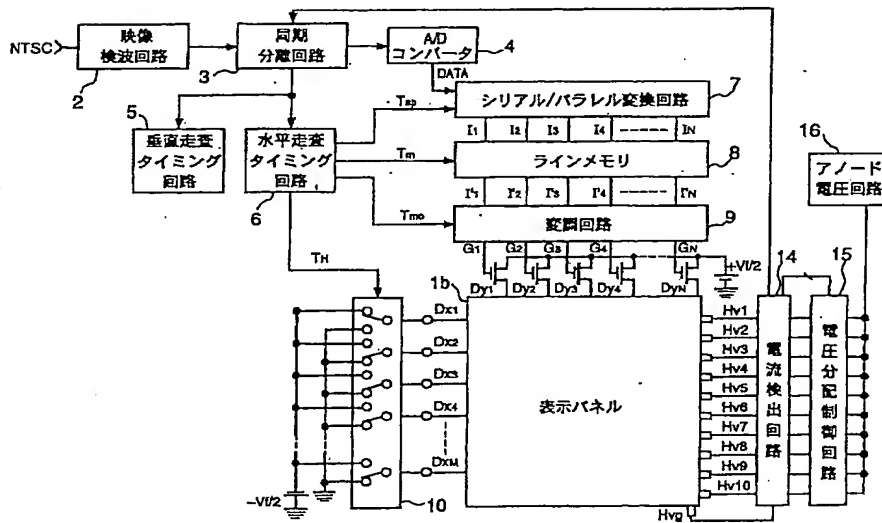 NTSC
映像
検波回路
2
同期
分離回路
3
A/D
コンバータ
4
DATA
5
垂直走査
タイミング
回路
水平走査
タイミング
回路
6
Tsp
Tm
Tmo
TH
シリアル/パラレル変換回路
7
I1 I2 I3 I4 IN
ラインメモリ
8
I'1 I'2 I'3 I'4 I'N
変調回路
9
G1 G2 G3 G4 GN
+Vf/2
Dy1 Dy2 Dy3 Dy4 DyN
1b
表示パネル
Dx1
Dx2
Dx3
Dx4
DxM
10
-Vf/2
Hv1
Hv2
Hv3
Hv4
Hv5
Hv6
Hv7
Hv8
Hv9
Hv10
Hvg
14
電流検出回路
15
電圧分配制御回路
16
アノード
電圧回路